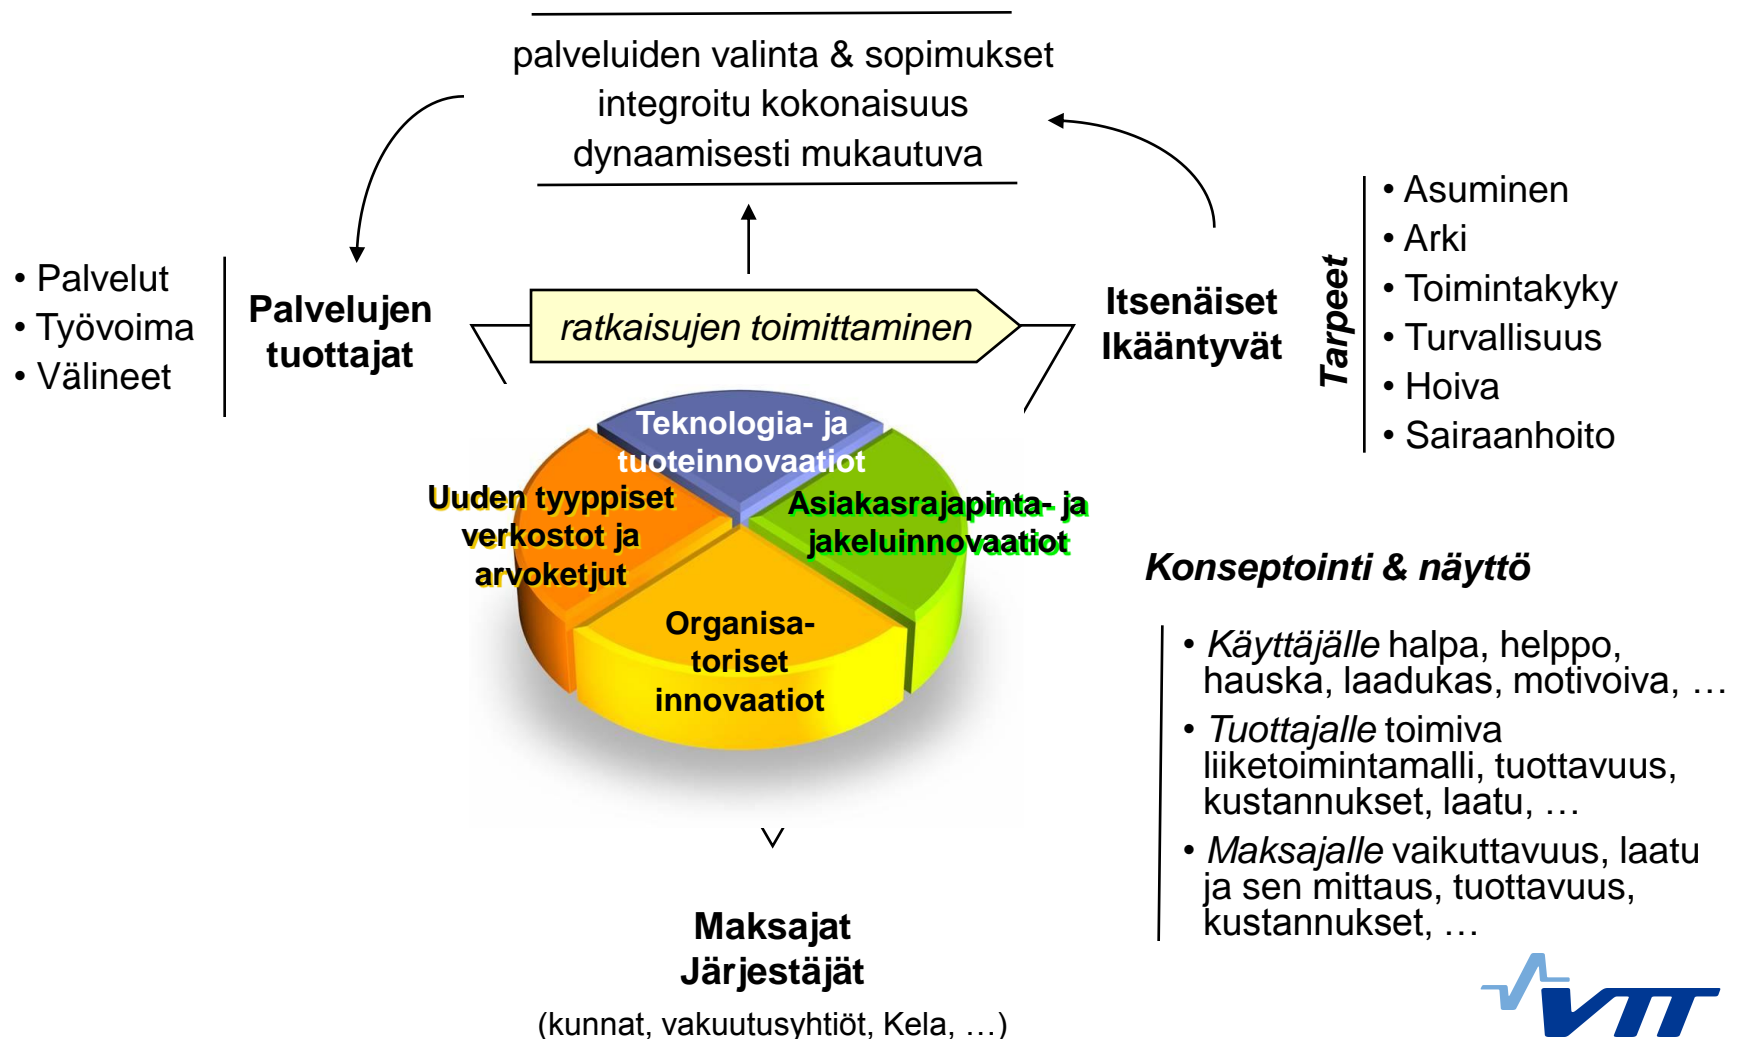 palveluiden valinta & sopimukset
integroitu kokonaisuus
dynaamisesti mukautuva
• Palvelut
• Työvoima
• Välineet
Palvelujen
tuottajat
ratkaisujen toimittaminen
Itsenäiset
Ikääntyvät
Tarpeet
• Asuminen
• Arki
• Toimintakyky
• Turvallisuus
• Hoiva
• Sairaanhoito
Teknologia- ja
tuoteinnovaatiot
Uuden tyyppiset
verkostot ja
arvoketjut
Asiakasrajapinta- ja
jakeluinnovaatiot
Organisa-
toriset
innovaatiot
Konseptointi & näyttö
• Käyttäjälle halpa, helppo,
hauska, laadukas, motivoiva, …
• Tuottajalle toimiva
liiketoimintamalli, tuottavuus,
kustannukset, laatu, …
• Maksajalle vaikuttavuus, laatu
ja sen mittaus, tuottavuus,
kustannukset, …
Maksajat
Järjestäjät
(kunnat, vakuutusyhtiöt, Kela, …)
VTT